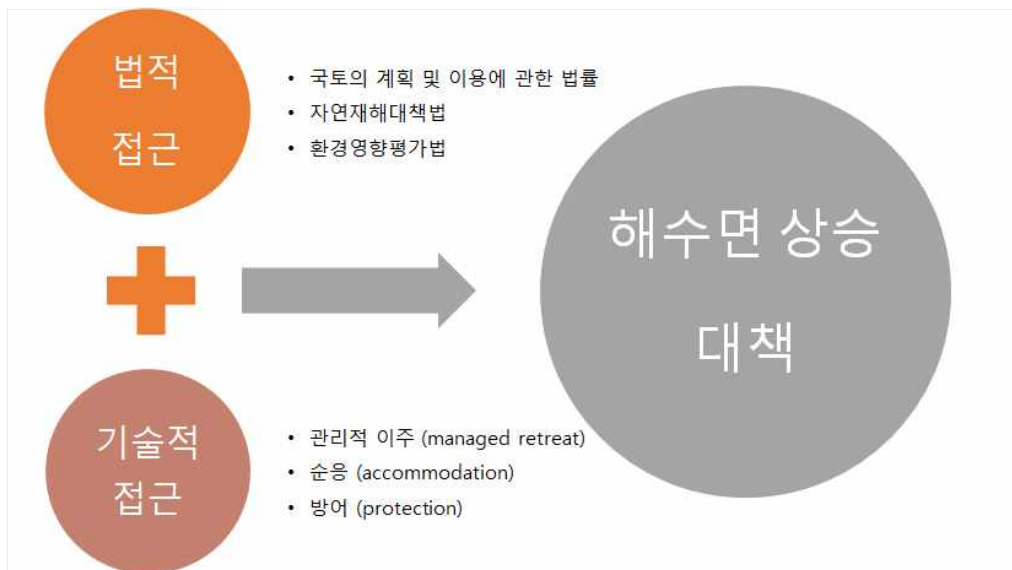 법적
접근
• 국토의 계획 및 이용에 관한 법률
• 자연재해대책법
• 환경영향평가법
해수면 상승
대책
기술적
접근
• 관리적 이주 (managed retreat)
• 순응 (accommodation)
• 방어 (protection)